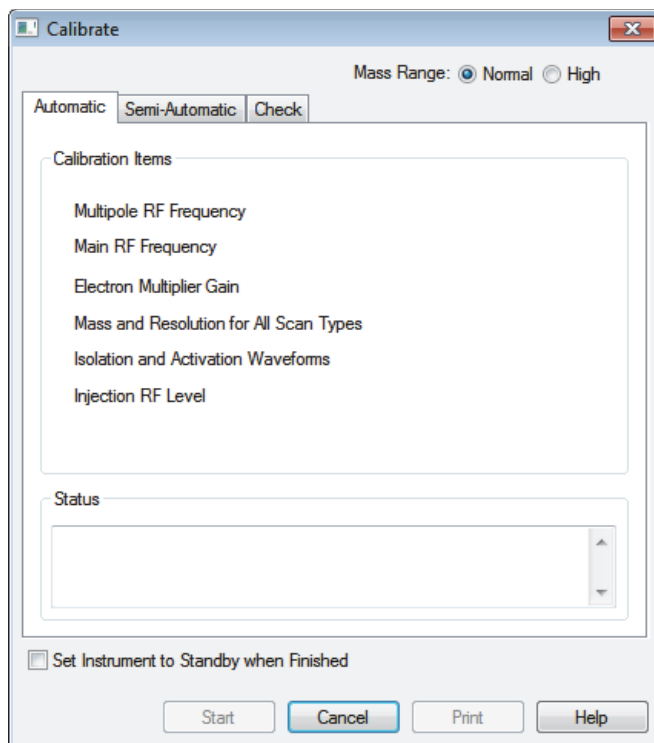 Calibrate
Mass Range: Normal High
Automatic Semi-Automatic Check
Calibration Items
Multipole RF Frequency
Main RF Frequency
Electron Multiplier Gain
Mass and Resolution for All Scan Types
Isolation and Activation Waveforms
Injection RF Level
Status
Set Instrument to Standby when Finished
Start Cancel Print Help